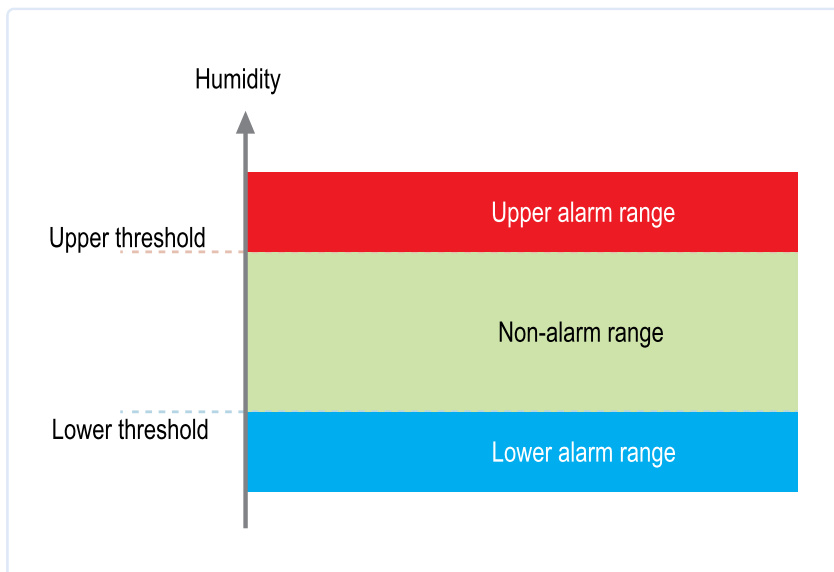 Humidity
Upper alarm range
Upper threshold
Non-alarm range
Lower threshold
Lower alarm range